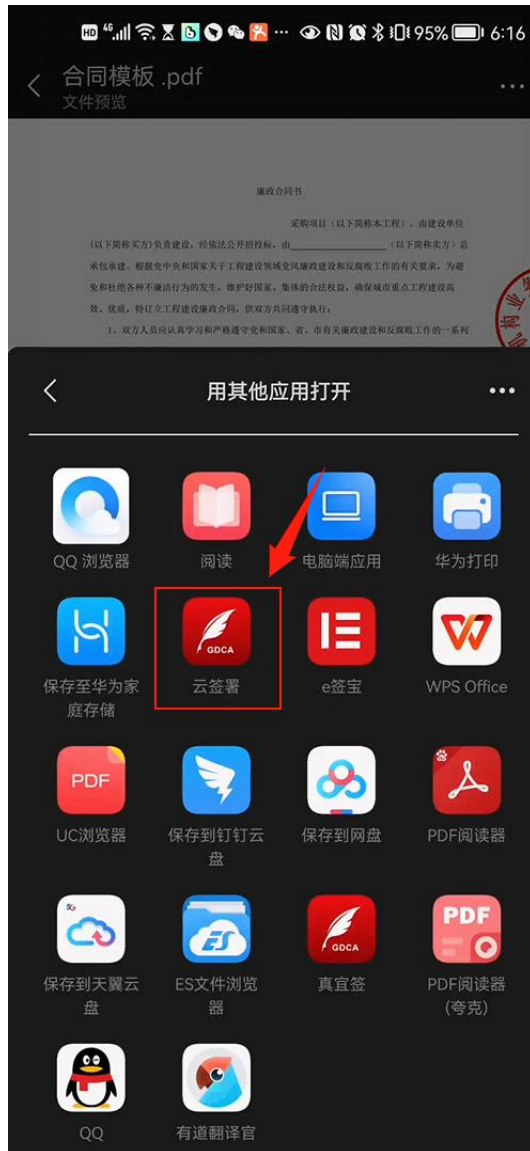 HD 46 95% 6:16
合同模板 .pdf
文件预览
廉政合同书
采购项目（以下简称本工程），由建设单位
(以下简称买方)负责建设，经依法公开招投标，由（以下简称卖方）总
承包承建。根据党中央和国家关于工程建设领域党风廉政建设和反腐败工作的有关要求，为避
免和杜绝各种不廉洁行为的发生，维护好国家、集体的合法权益，确保城市重点工程建设高
效、优质，特订立工程建设廉政合同，供双方共同遵守执行：
1、双方人员应认真学习和严格遵守党和国家、省、市有关廉政建设和反腐败工作的一系列
机构业务
用其他应用打开
QQ 浏览器
阅读
电脑端应用
华为打印
GDCA
保存至华为家
庭存储
云签署
e签宝
WPS Office
PDF
UC浏览器
保存到钉钉云
盘
保存到网盘
PDF阅读器
5G
ES
GDCA
PDF
保存到天翼云
盘
ES文件浏览
器
真宜签
PDF阅读器
(夸克)
QQ
有道翻译官